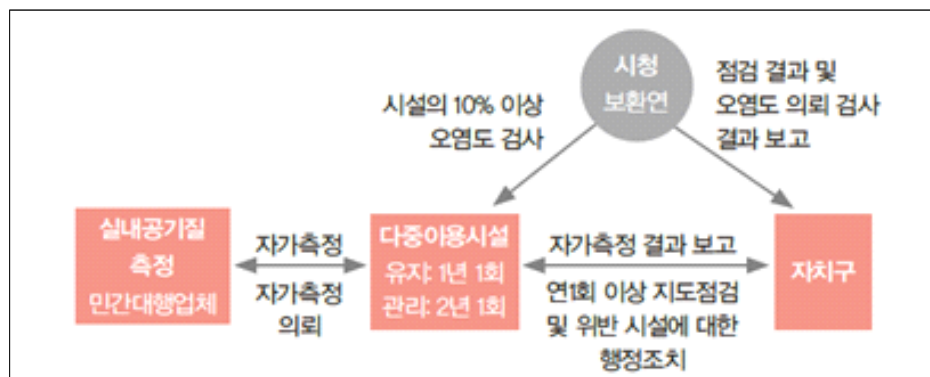 시청
보환연
시설의 10% 이상
오염도 검사
점검 결과 및
오염도 의뢰 검사
결과 보고
실내공기질
측정
민간대행업체
자가측정
자가측정
의뢰
다중이용시설
유지: 1년 1회
관리: 2년 1회
자가측정 결과 보고
연1회 이상 지도점검
및 위반 시설에 대한
행정조치
자치구